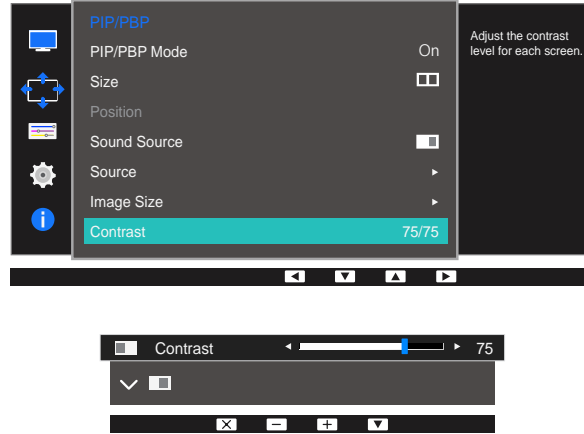 PIP/PBP
PIP/PBP Mode On
Size
Position
Sound Source
Source
Image Size
Contrast 75/75
Adjust the contrast
level for each screen.
Contrast 75